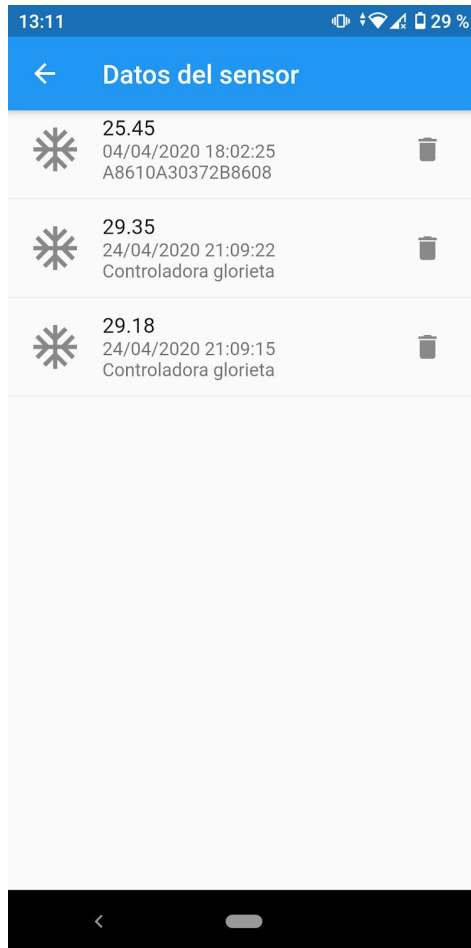 13:11 29 %
Datos del sensor
25.45
04/04/2020 18:02:25
A8610A30372B8608
29.35
24/04/2020 21:09:22
Controladora glorieta
29.18
24/04/2020 21:09:15
Controladora glorieta